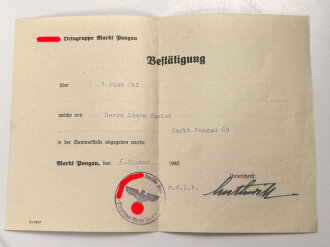 Ortsgruppe Markt Pongau
Bestätigung
über 1 Paar Ski
welche von Herrn Simon
Markt Pongau 69
in der Sammelstelle abgegeben wurde
Markt Pongau, den 5. Jänner 1942
Unterschrift:
m.d.l.b.